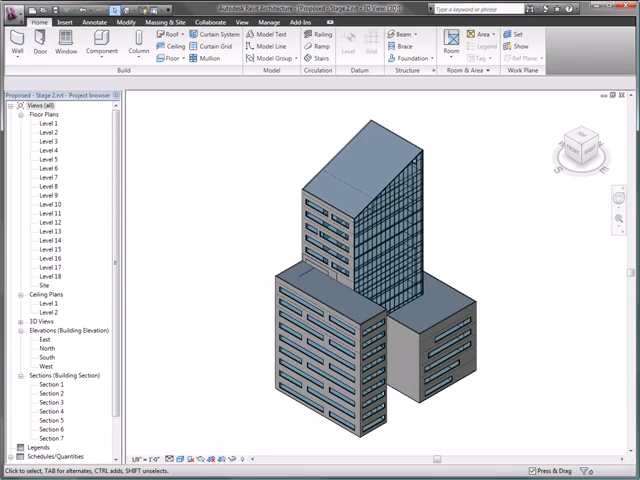 Autodesk Revit Architecture - [Proposed - Stage 2.rvt - 3D View: {3D}]
Type a keyword or phrase
Home Insert Annotate Modify Massing & Site Collaborate View Manage Add-Ins
Wall Door Window Component Column Roof Ceiling Floor Curtain System Curtain Grid Mullion
Model Text Model Line Model Group Railing Ramp Stairs Level Grid
Beam Brace Foundation Room Area Legend Tag Set Show Ref Plane
Build Model Circulation Datum Structure Room & Area Work Plane
Proposed - Stage 2.rvt - Project browser
Views (all)
Floor Plans
Level 1
Level 2
Level 3
Level 4
Level 5
Level 6
Level 7
Level 8
Level 9
Level 10
Level 11
Level 12
Level 13
Level 14
Level 15
Level 16
Level 17
Level 18
Site
Ceiling Plans
Level 1
Level 2
3D Views
Elevations (Building Elevation)
East
North
South
West
Sections (Building Section)
Section 1
Section 2
Section 3
Section 4
Section 5
Section 6
Section 7
Legends
Schedules/Quantities
TOP
FRONT RIGHT
S E
1/8" = 1'-0"
Click to select, TAB for alternates, CTRL adds, SHIFT unselects.
Press & Drag
:0